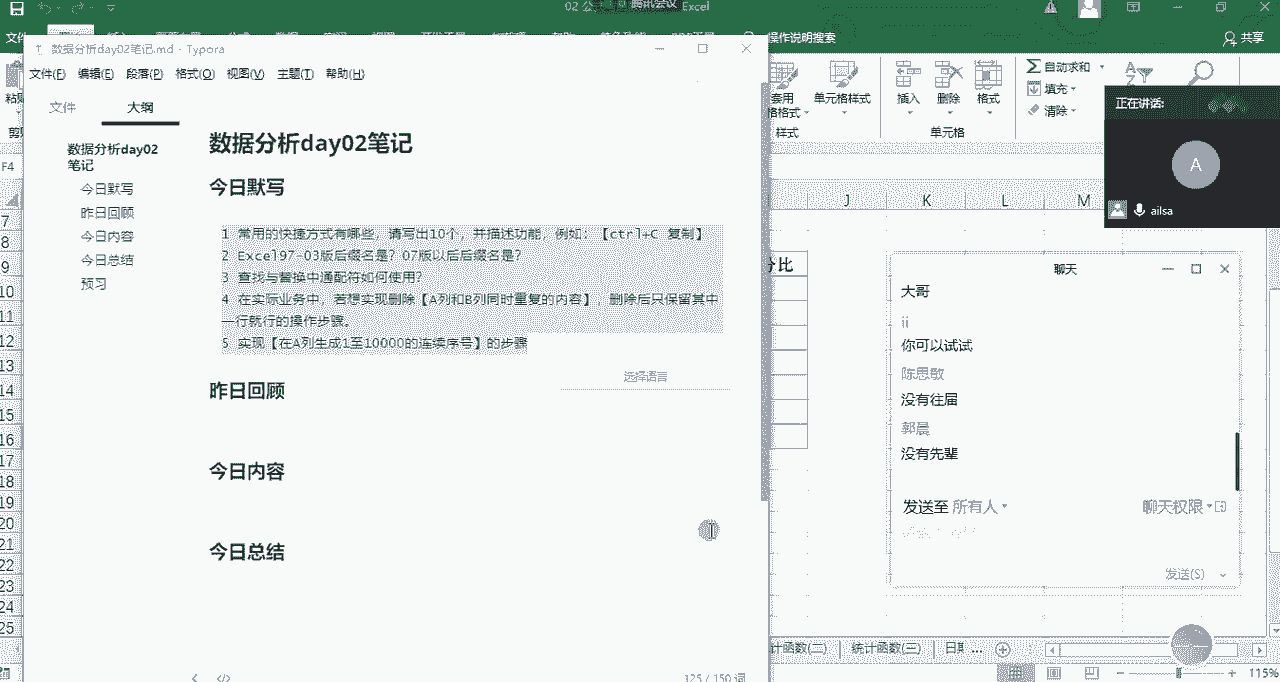 02 公 腾讯会议 Excel
操作说明搜索
共享
数据分析day02笔记.md - Typora
文件(F) 编辑(E) 段落(P) 格式(O) 视图(V) 主题(T) 帮助(H)
文件 大纲
数据分析day02
笔记
今日默写
昨日回顾
今日内容
今日总结
预习
数据分析day02笔记
今日默写
1 常用的快捷方式有哪些，请写出10个，并描述功能，例如：【ctrl+C 复制】
2 Excel97-03版后缀名是？07版以后后缀名是？
3 查找与替换中通配符如何使用？
4 在实际业务中，若想实现删除【A列和B列同时重复的内容】，删除后只保留其中
一行就行的操作步骤。
5 实现【在A列生成1至10000的连续序号】的步骤
选择语言
昨日回顾
今日内容
今日总结
125 / 150 词
套用
单元格样式
样式
插入
删除
格式
单元格
自动求和
填充
清除
正在讲话:
A
ailsa
F4
J K L M
7
8
9
10
11
12
13
14
15
16
17
18
19
20
21
22
23
24
25
分比
聊天
大哥
ii
你可以试试
陈思敏
没有往届
郭晨
没有先辈
发送至 所有人
聊天权限
发送(S)
计函数(二) 统计函数(三) 日期 ...
115%